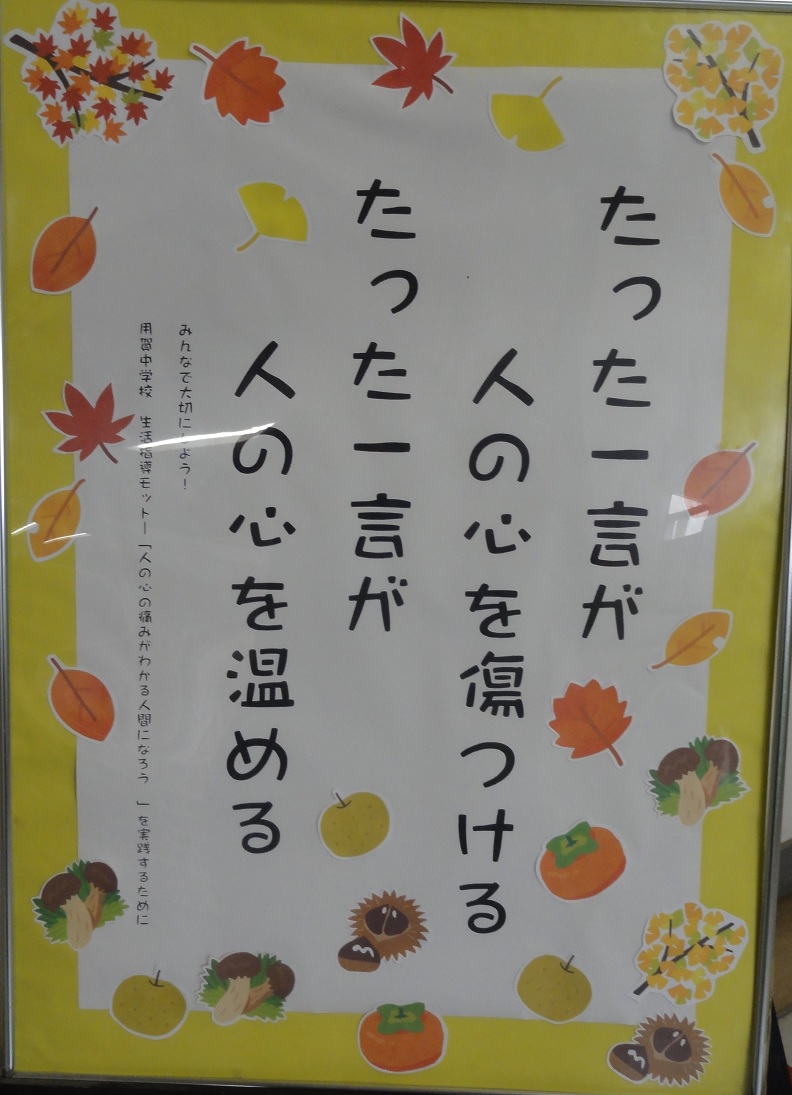 たった一言が
人の心を傷つける
たった一言が
人の心を温める
みんなで大切にしよう！
用賀中学校　生活指導モットー「人の心の痛みがわかる人間になろう　」を実践するために